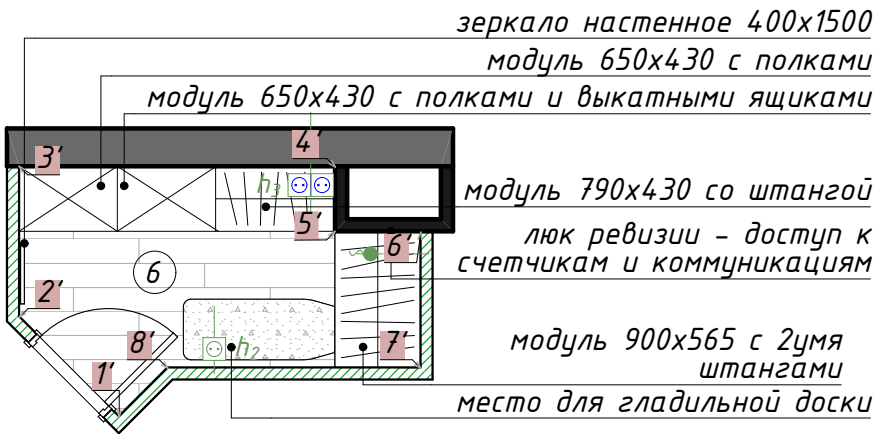 зеркало настенное 400х1500
модуль 650х430 с полками
модуль 650х430 с полками и выкатными ящиками
3'
4'
h₃
модуль 790х430 со штангой
5'
6'
люк ревизии - доступ к
счетчикам и коммуникациям
6
2'
8'
h₂
7'
модуль 900х565 с 2умя
штангами
1'
место для гладильной доски